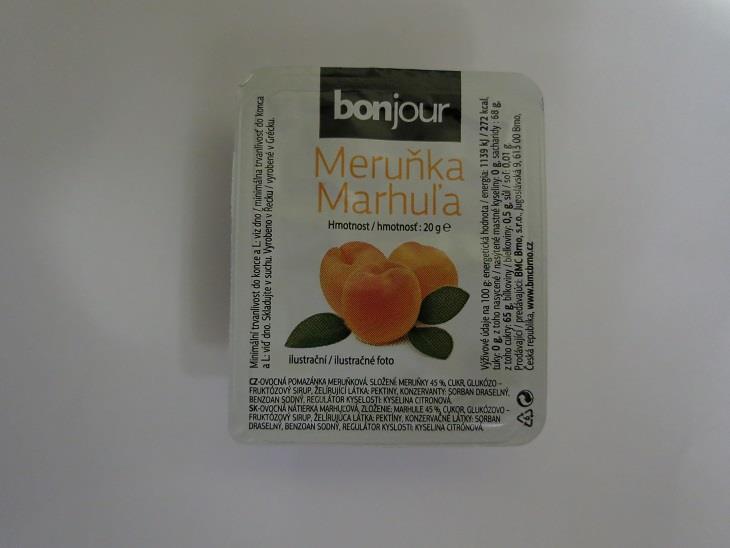 bonjour
Meruňka
Marhuľa
Hmotnost / hmotnosť : 20 g ℮
ilustrační / ilustračné foto
Minimální trvanlivost do konce a L: viz dno / minimálna trvanlivosť do konca
a L: viď dno. Skladujte v suchu. Vyrobeno v Řecku / vyrobené v Grécku.
Výživové údaje na 100 g: energetická hodnota / energia: 1139 kJ / 272 kcal,
tuky: 0 g, z toho nasycené / nasýtené mastné kyseliny: 0 g, sacharidy : 68 g,
z toho cukry: 65 g, bílkoviny / bielkoviny: 0,5 g, sůl / soľ: 0,01 g
Prodávající / predávajúci: BMC Brno, s.r.o., Jugoslávská 9, 613 00 Brno,
Česká republika, www.bmcbrno.cz
CZ-OVOCNÁ POMAZÁNKA MERUŇKOVÁ. SLOŽENÍ: MERUŇKY 45 %, CUKR, GLUKÓZO –
FRUKTÓZOVÝ SIRUP, ŽELÍRUJÍCÍ LÁTKA: PEKTINY, KONZERVANTY: SORBAN DRASELNÝ,
BENZOAN SODNÝ, REGULÁTOR KYSELOSTI: KYSELINA CITRONOVÁ.
SK-OVOCNÁ NÁTIERKA MARHUĽOVÁ, ZLOŽENIE: MARHULE 45 %, CUKOR, GLUKÓZOVO –
FRUKTÓZOVÝ SIRUP, ŽELÍRUJÚCA LÁTKA: PEKTÍNY, KONZERVAČNÉ LÁTKY: SORBAN
DRASELNÝ, BENZOAN SODNÝ, REGULÁTOR KYSLOSTI: KYSELINA CITRÓNOVÁ.